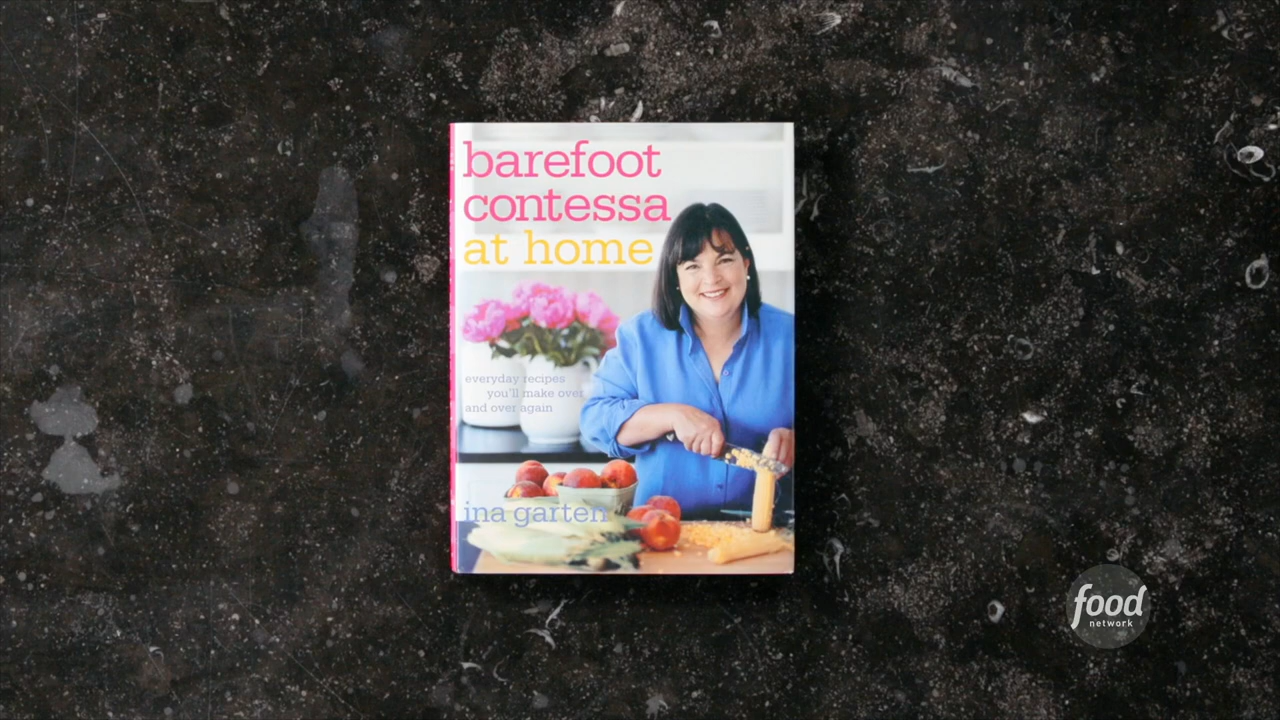 barefoot
contessa
at home
everyday recipes
you'll make over
and over again
ina garten
food
network